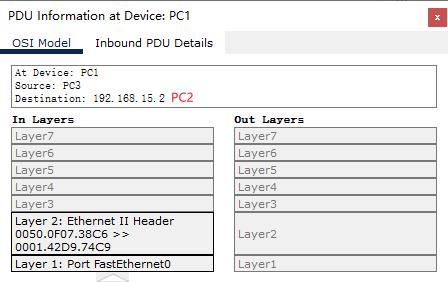 PDU Information at Device: PC1
x
OSI Model Inbound PDU Details
At Device: PC1
Source: PC3
Destination: 192.168.15.2 PC2
In Layers Out Layers
Layer7 Layer7
Layer6 Layer6
Layer5 Layer5
Layer4 Layer4
Layer3 Layer3
Layer 2: Ethernet II Header
0050.0F07.38C6 >>
0001.42D9.74C9
Layer2
Layer 1: Port FastEthernet0 Layer1